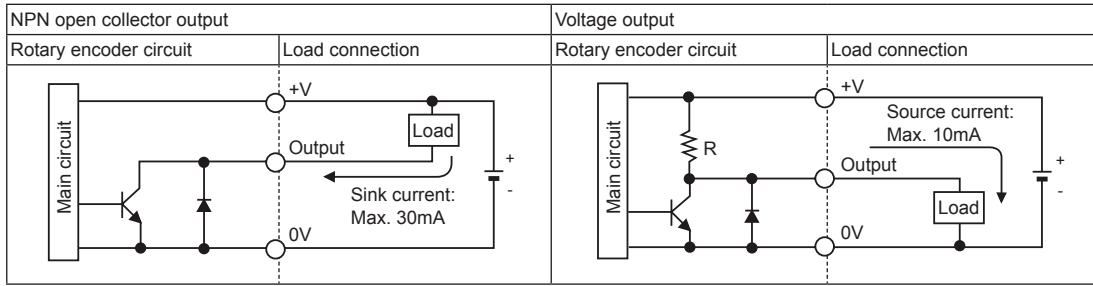 NPN open collector output
Voltage output
Rotary encoder circuit
Load connection
Rotary encoder circuit
Load connection
Main circuit
+V
Load
Output
Sink current:
Max. 30mA
+
-
0V
Main circuit
R
+V
Source current:
Max. 10mA
Output
Load
+
-
0V